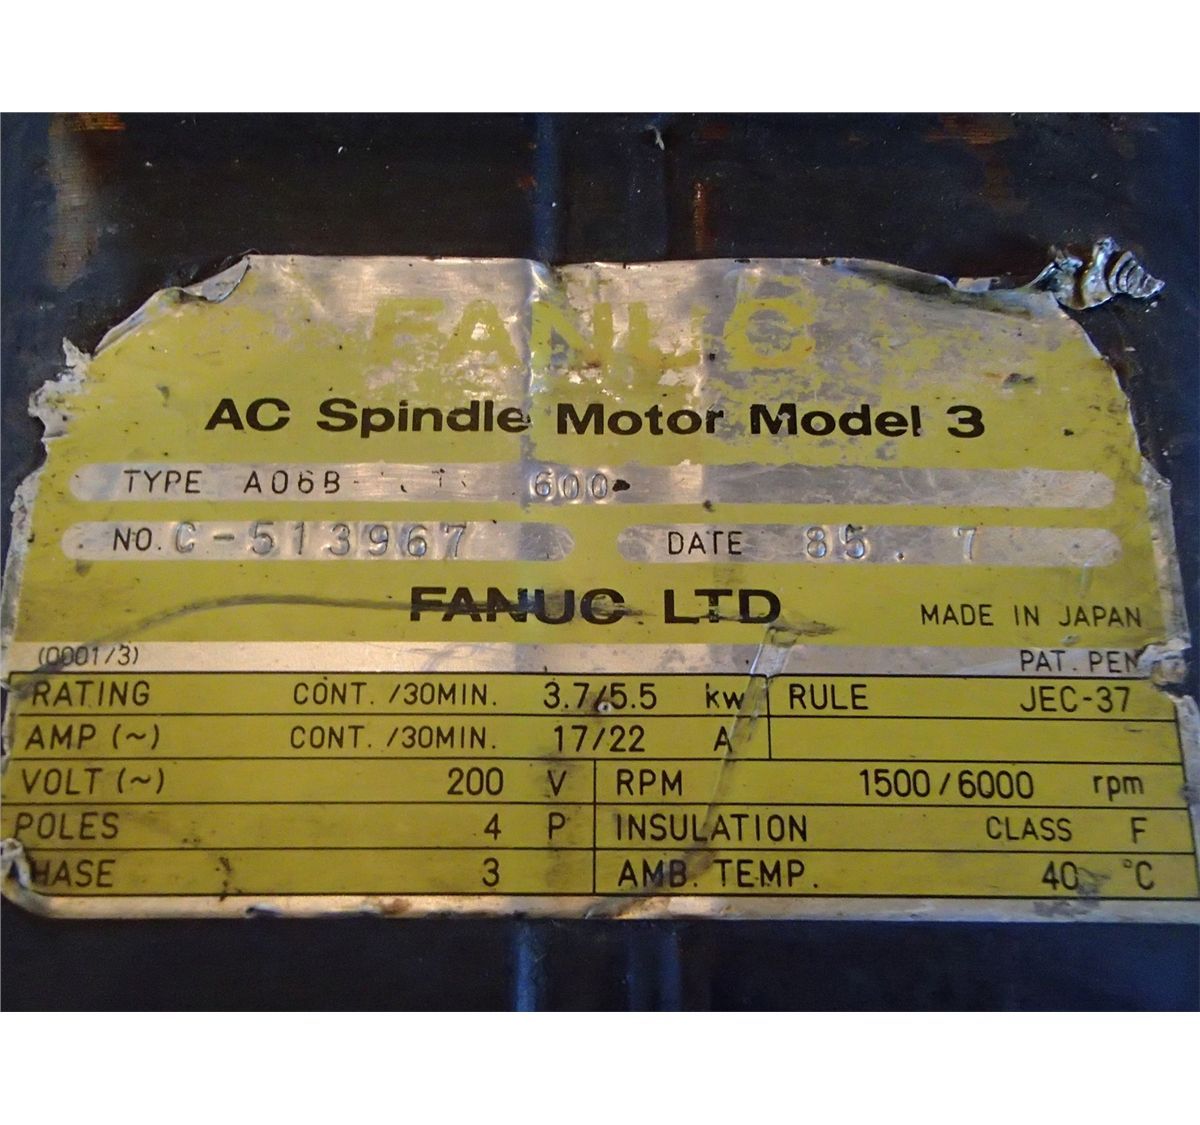 FANUC
AC Spindle Motor Model 3
TYPE A06B- 600
NO. C-513967 DATE 85. 7
FANUC LTD MADE IN JAPAN
(0001/3) PAT. PEN
RATING CONT. /30MIN. 3.7/5.5 kw RULE JEC-37
AMP (~) CONT. /30MIN. 17/22 A
VOLT (~) 200 V RPM 1500/6000 rpm
POLES 4 P INSULATION CLASS F
PHASE 3 AMB. TEMP. 40 °C